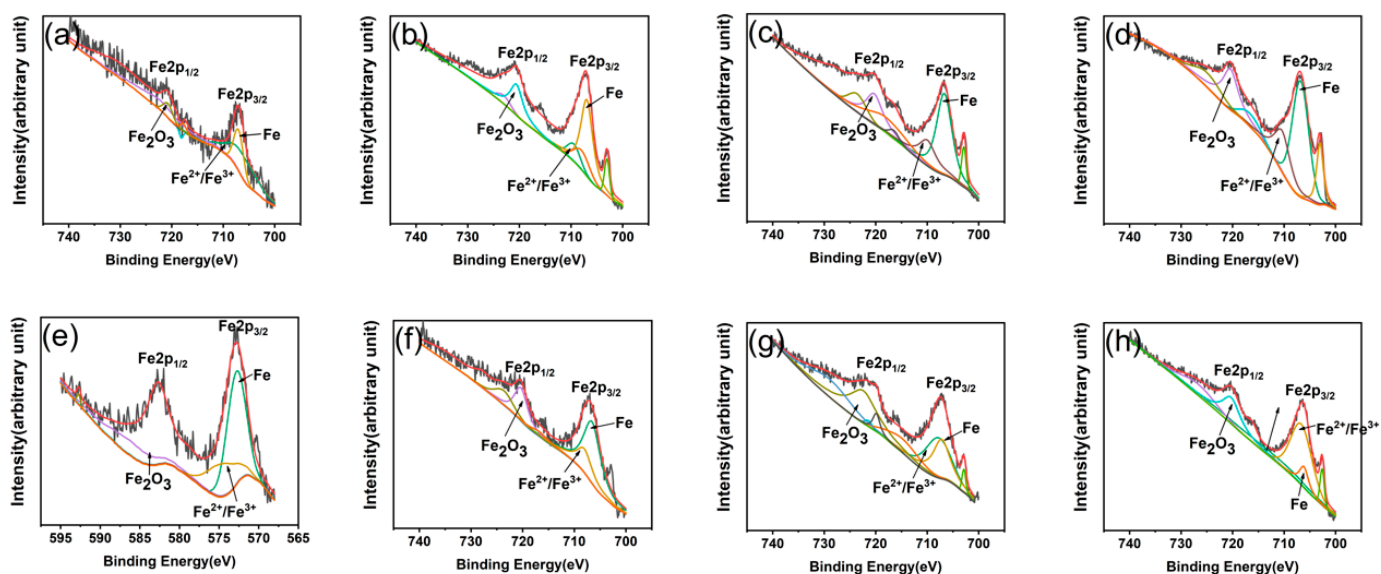 (a)
Fe2p1/2
Fe2p3/2
Fe
Fe2O3
Fe2+/Fe3+
Intensity(arbitrary unit)
740 730 720 710 700
Binding Energy(eV)
(b)
Fe2p1/2
Fe2p3/2
Fe
Fe2O3
Fe2+/Fe3+
Intensity(arbitrary unit)
740 730 720 710 700
Binding Energy(eV)
(c)
Fe2p1/2
Fe2p3/2
Fe
Fe2O3
Fe2+/Fe3+
Intensity(arbitrary unit)
740 730 720 710 700
Binding Energy(eV)
(d)
Fe2p1/2
Fe2p3/2
Fe
Fe2O3
Fe2+/Fe3+
Intensity(arbitrary unit)
740 730 720 710 700
Binding Energy(eV)
(e)
Fe2p3/2
Fe2p1/2
Fe
Fe2O3
Fe2+/Fe3+
Intensity(arbitrary unit)
595 590 585 580 575 570 565
Binding Energy(eV)
(f)
Fe2p1/2
Fe2p3/2
Fe
Fe2O3
Fe2+/Fe3+
Intensity(arbitrary unit)
740 730 720 710 700
Binding Energy(eV)
(g)
Fe2p1/2
Fe2p3/2
Fe
Fe2O3
Fe2+/Fe3+
Intensity(arbitrary unit)
740 730 720 710 700
Binding Energy(eV)
(h)
Fe2p1/2
Fe2p3/2
Fe2+/Fe3+
Fe2O3
Fe
Intensity(arbitrary unit)
740 730 720 710 700
Binding Energy(eV)